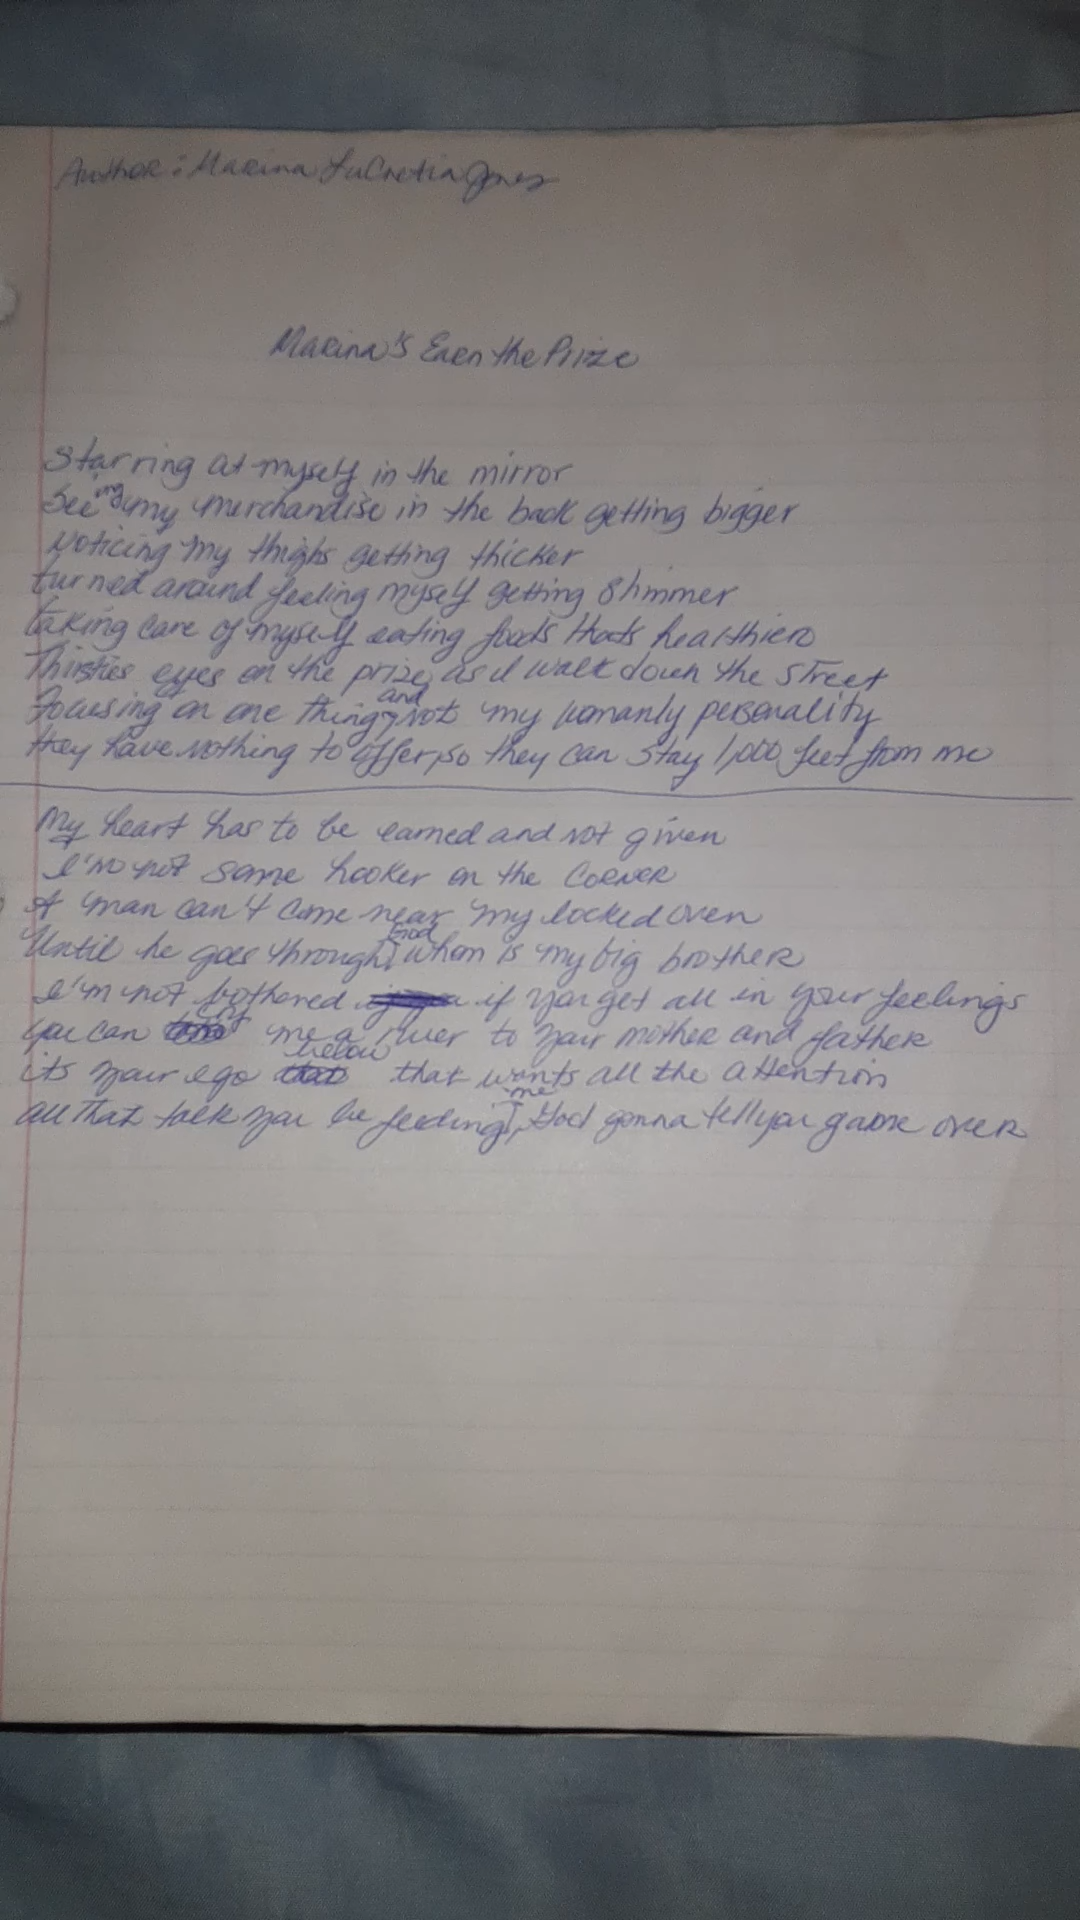 Author: Marina LuCretia Jones
Marina's Even the Prize
Starring at myself in the mirror
Seeing my merchandise in the back getting bigger
Noticing my thighs getting thicker
turned around feeling myself getting Shimmer
taking care of myself eating foods thats healthier
Thirsties eyes on the prize, as I walk down the street
Focusing on one thing, and not my womanly personality
they have nothing to offer, so they can stay 1,000 feet from me
My heart has to be earned and not given
I'm not some hooker on the corner
A man can't come near my locked oven
Until he goes through God whom is my big brother
I'm not bothered if you get all in your feelings
you can cry me a river to your mother and father
its your ego below that wants all the attention
all that talk you be feeding me, God gonna tell you game over